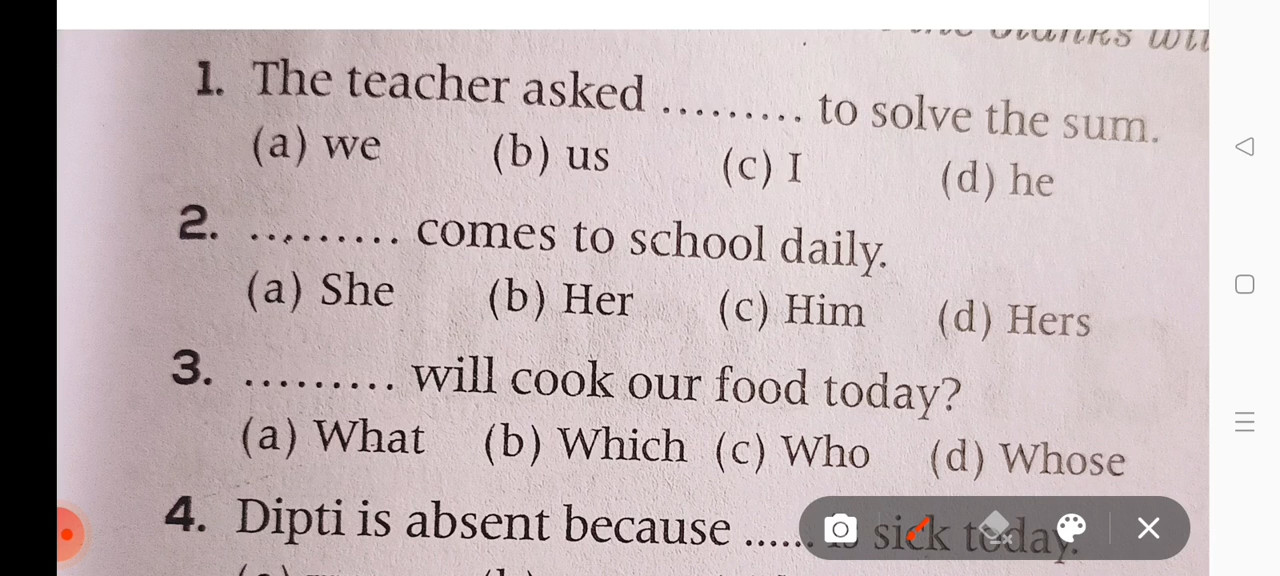 1. The teacher asked ......... to solve the sum.
(a) we (b) us (c) I (d) he
2. ......... comes to school daily.
(a) She (b) Her (c) Him (d) Hers
3. ......... will cook our food today?
(a) What (b) Which (c) Who (d) Whose
4. Dipti is absent because ...... is sick today.